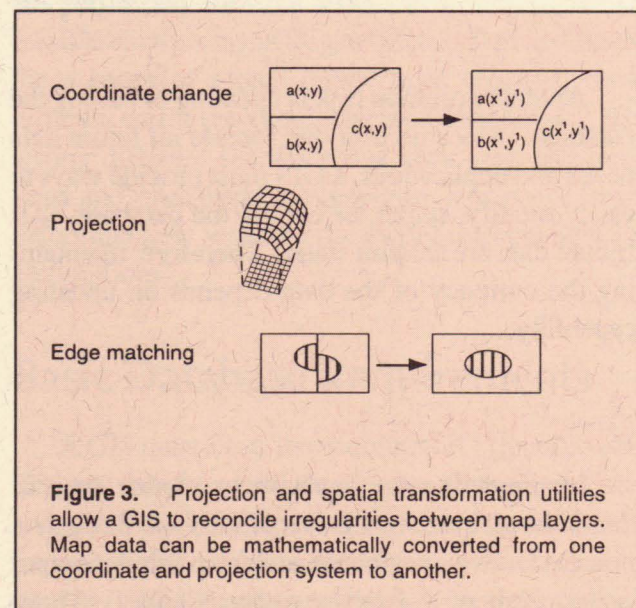 Coordinate change
a(x,y)
b(x,y)
c(x,y)
a(x¹,y¹)
b(x¹,y¹)
c(x¹,y¹)
Projection
Edge matching
Figure 3. Projection and spatial transformation utilities
allow a GIS to reconcile irregularities between map layers.
Map data can be mathematically converted from one
coordinate and projection system to another.